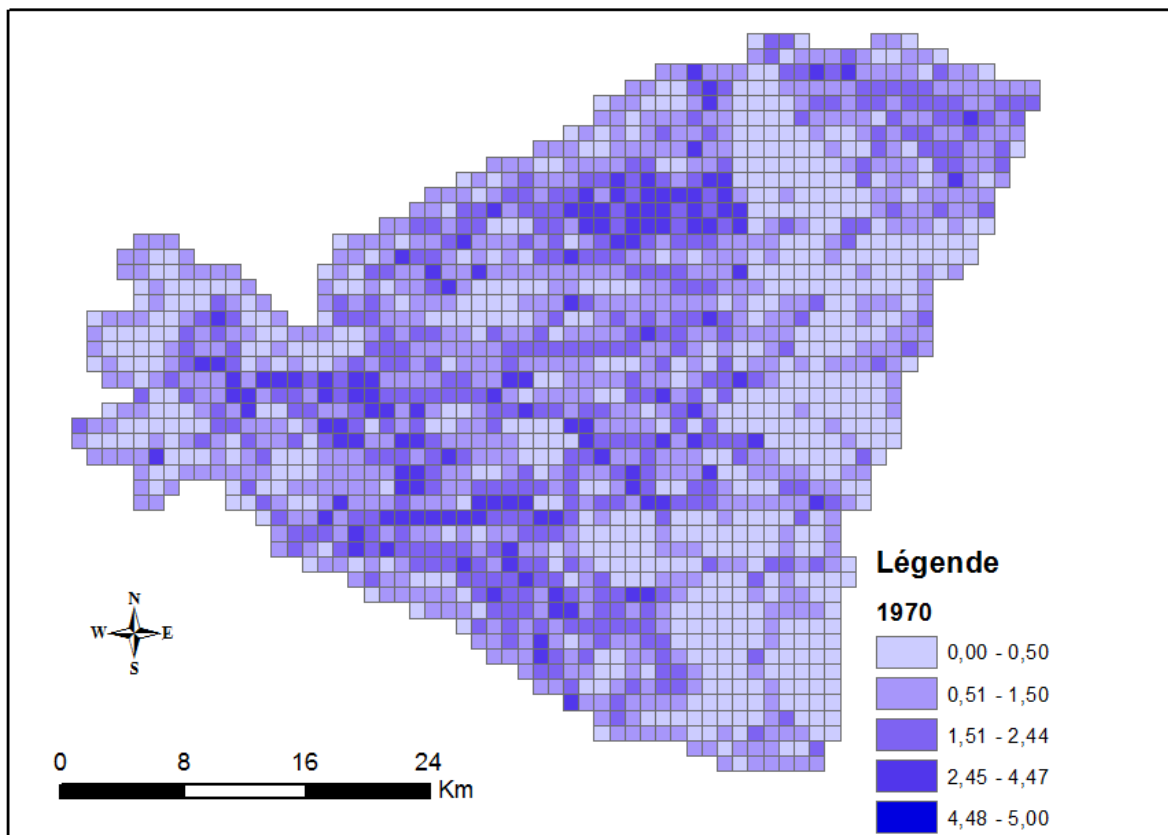 N
W E
S
0 8 16 24
Km
Légende
1970
0,00 - 0,50
0,51 - 1,50
1,51 - 2,44
2,45 - 4,47
4,48 - 5,00